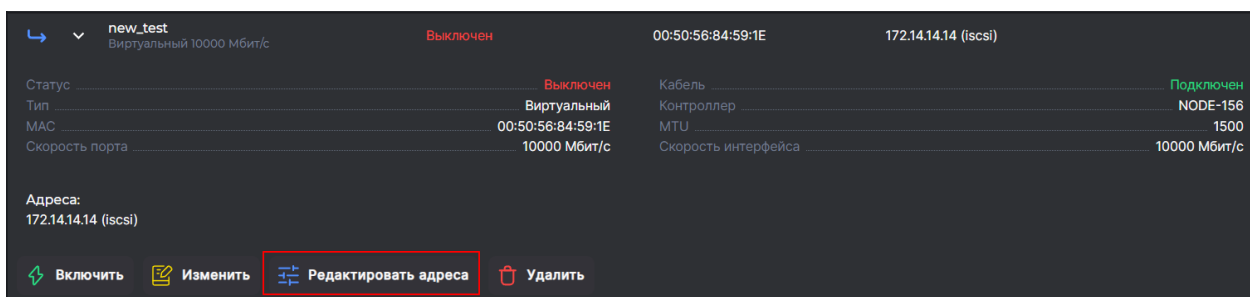 new_test
Виртуальный 10000 Мбит/с
Выключен
00:50:56:84:59:1E
172.14.14.14 (iscsi)
Статус Выключен
Тип Виртуальный
MAC 00:50:56:84:59:1E
Скорость порта 10000 Мбит/с
Кабель Подключен
Контроллер NODE-156
MTU 1500
Скорость интерфейса 10000 Мбит/с
Адреса:
172.14.14.14 (iscsi)
Включить Изменить Редактировать адреса Удалить